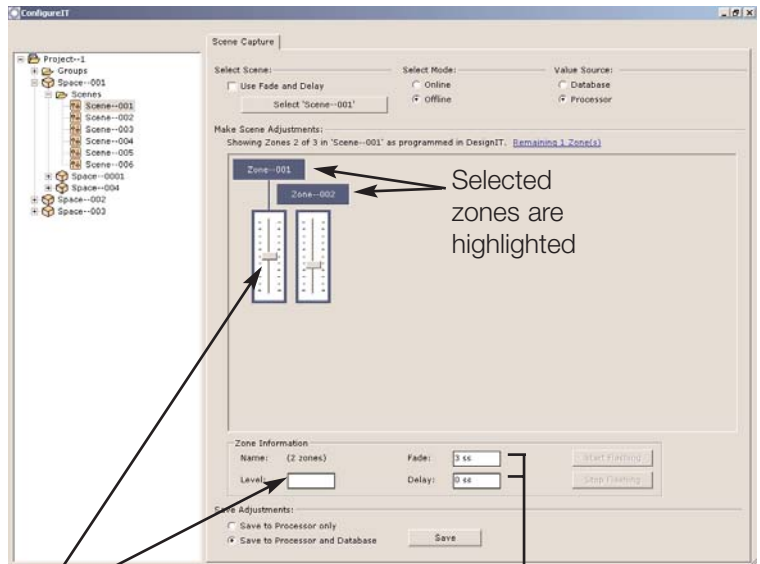 ConfigureIT
Scene Capture
Project--1
Groups
Space--001
Scenes
Scene--001
Scene--002
Scene--003
Scene--004
Scene--005
Scene--006
Space--0001
Space--004
Space--002
Space--003
Select Scene:
Use Fade and Delay
Select 'Scene--001'
Select Mode:
Online
Offline
Value Source:
Database
Processor
Make Scene Adjustments:
Showing Zones 2 of 3 in 'Scene--001' as programmed in DesignIT. Remaining 1 Zone(s)
Zone--001
Zone--002
Selected
zones are
highlighted
Zone Information
Name: (2 zones)
Level:
Fade: 3 ss
Delay: 0 ss
Start Flashing
Stop Flashing
Save Adjustments:
Save to Processor only
Save to Processor and Database
Save